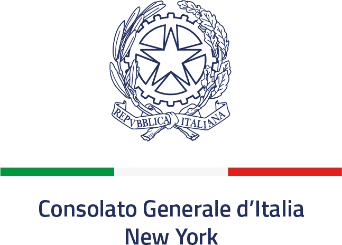 REPVBBLICA ITALIANA
Consolato Generale d'Italia
New York